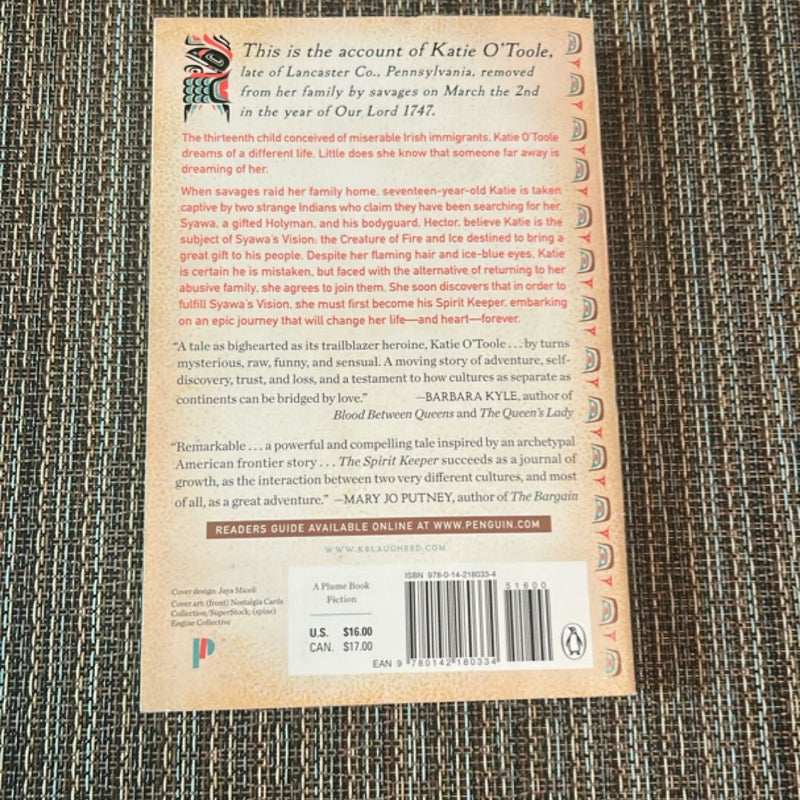 This is the account of Katie O'Toole,
late of Lancaster Co., Pennsylvania, removed
from her family by savages on March the 2nd
in the year of Our Lord 1747.
The thirteenth child conceived of miserable Irish immigrants, Katie O'Toole
dreams of a different life. Little does she know that someone far away is
dreaming of her.
When savages raid her family home, seventeen-year-old Katie is taken
captive by two strange Indians who claim they have been searching for her.
Syawa, a gifted Holyman, and his bodyguard, Hector, believe Katie is the
subject of Syawa's Vision: the Creature of Fire and Ice destined to bring a
great gift to his people. Despite her flaming hair and ice-blue eyes, Katie
is certain he is mistaken, but faced with the alternative of returning to her
abusive family, she agrees to join them. She soon discovers that in order to
fulfill Syawa's Vision, she must first become his Spirit Keeper, embarking
on an epic journey that will change her life—and heart—forever.
"A tale as bighearted as its trailblazer heroine, Katie O'Toole . . . by turns
mysterious, raw, funny, and sensual. A moving story of adventure, self-
discovery, trust, and loss, and a testament to how cultures as separate as
continents can be bridged by love." —BARBARA KYLE, author of
Blood Between Queens and The Queen's Lady
"Remarkable . . . a powerful and compelling tale inspired by an archetypal
American frontier story . . . The Spirit Keeper succeeds as a journal of
growth, as the interaction between two very different cultures, and most
of all, as a great adventure." —MARY JO PUTNEY, author of The Bargain
READERS GUIDE AVAILABLE ONLINE AT WWW.PENGUIN.COM
WWW.KBLAUGHEED.COM
Cover design: Jaya Miceli
Cover art: (front) Nostalgia Cards
Collection/SuperStock; (spine)
Engine Collective
A Plume Book
Fiction
U.S. $16.00
CAN. $17.00
ISBN 978-0-14-218033-4
51600
EAN 9 780142 180334